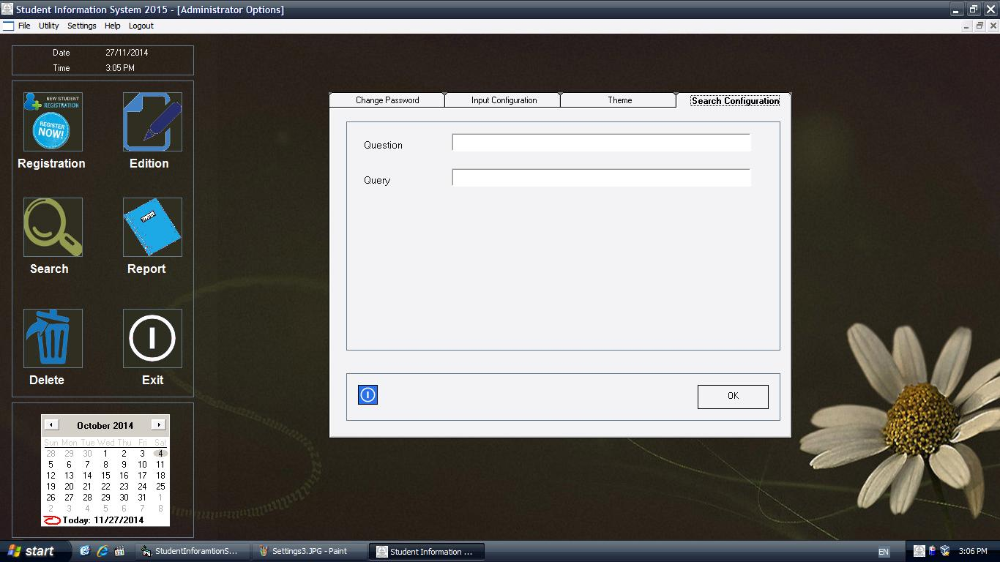 Student Information System 2015 - [Administrator Options]
File Utility Settings Help Logout
Date 27/11/2014
Time 3:05 PM
NEW STUDENT
REGISTRATION
REGISTER
NOW!
Registration Edition
Search Report
Delete Exit
October 2014
Sun Mon Tue Wed Thu Fri Sat
28 29 30 1 2 3 4
5 6 7 8 9 10 11
12 13 14 15 16 17 18
19 20 21 22 23 24 25
26 27 28 29 30 31 1
2 3 4 5 6 7 8
Today: 11/27/2014
Change Password Input Configuration Theme Search Configuration
Question
Query
OK
start StudentInforamtionS... Settings3.JPG - Paint Student Information ... EN 3:06 PM